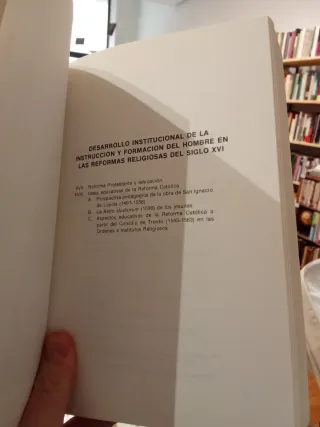 DESARROLLO INSTITUCIONAL DE LA
INSTRUCCION Y FORMACION DEL HOMBRE EN
LAS REFORMAS RELIGIOSAS DEL SIGLO XVI
XVII. Reforma Protestante y educación
XVIII. Ideas educativas de la Reforma Católica
A. Perspectiva pedagógica de la obra de San Ignacio
de Loyola (1491-1556)
B. La Ratio studiorum (1599) de los jesuitas
C. Aspectos educativos de la Reforma Católica a
partir del Concilio de Trento (1545-1563) en las
Ordenes e Institutos Religiosos